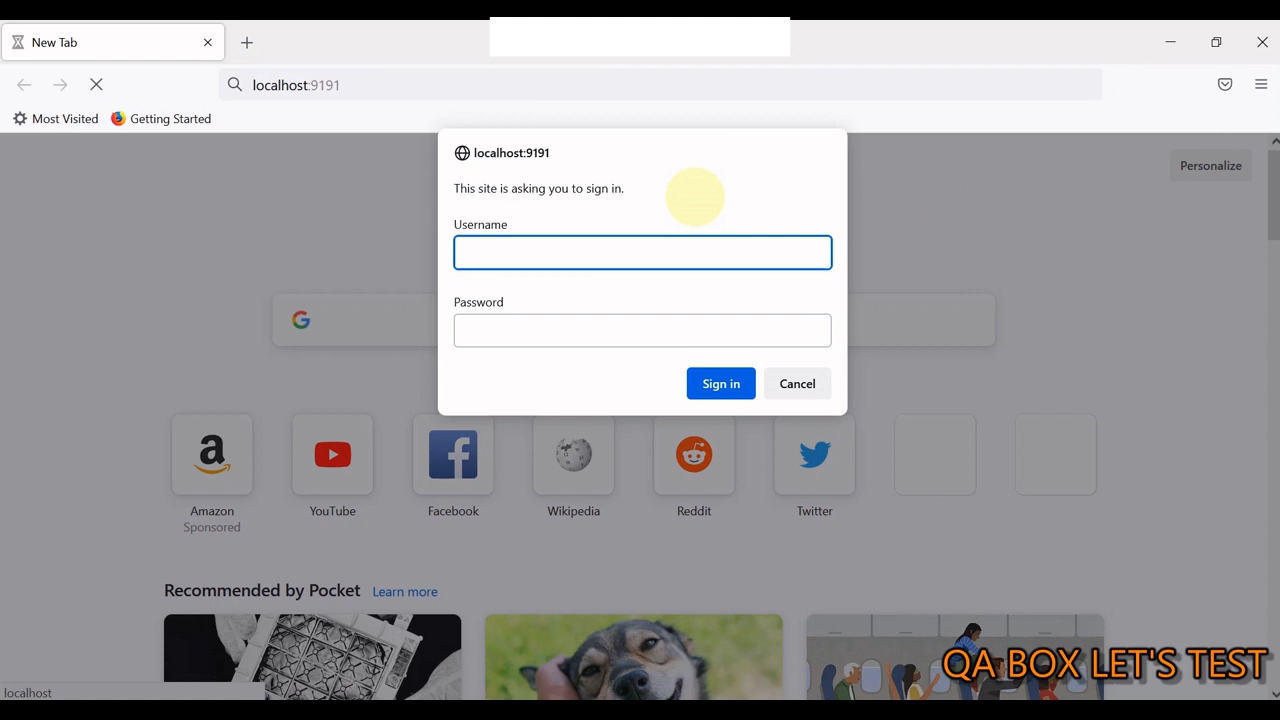 New Tab
localhost:9191
Most Visited
Getting Started
localhost:9191
This site is asking you to sign in.
Personalize
Username
Password
Sign in
Cancel
Amazon
YouTube
Facebook
Wikipedia
Reddit
Twitter
Sponsored
Recommended by Pocket
Learn more
QA BOX LET'S TEST
localhost